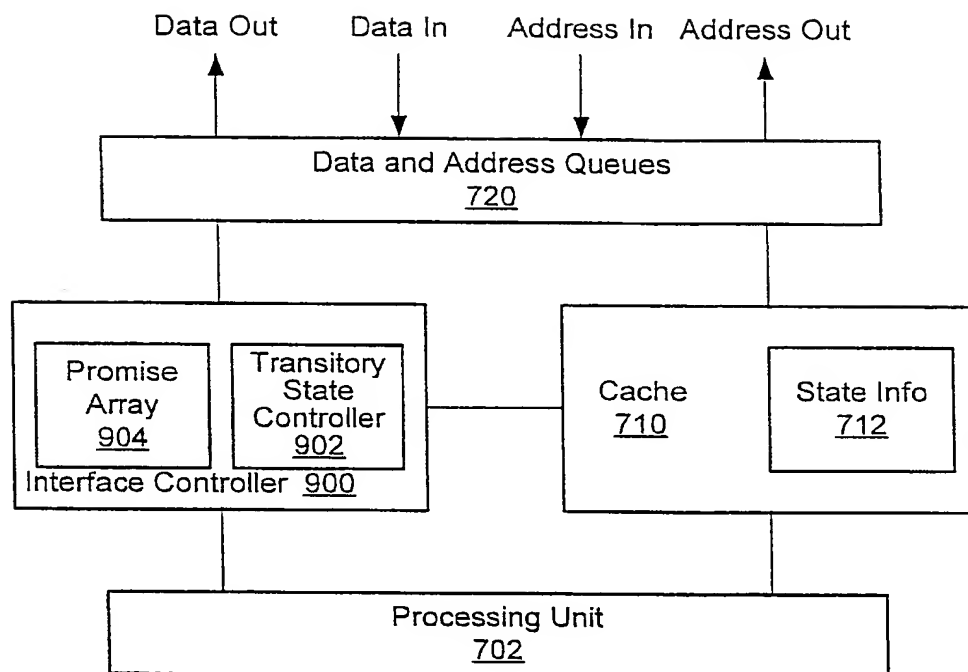 Data Out Data In Address In Address Out
Data and Address Queues
720
Promise
Array
904
Transitory
State
Controller
902
Interface Controller 900
Cache
710
State Info
712
Processing Unit
702